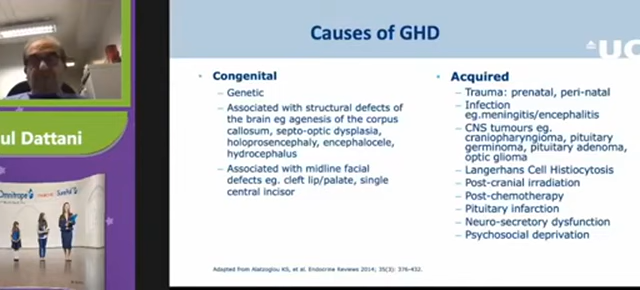 Causes of GHD
UC
ul Dattani
Omnitrope
SurePal
• Congenital
– Genetic
– Associated with structural defects of
the brain eg agenesis of the corpus
callosum, septo-optic dysplasia,
holoprosencephaly, encephalocele,
hydrocephalus
– Associated with midline facial
defects eg. cleft lip/palate, single
central incisor
• Acquired
– Trauma: prenatal, peri-natal
– Infection
eg.meningitis/encephalitis
– CNS tumours eg.
craniopharyngioma, pituitary
germinoma, pituitary adenoma,
optic glioma
– Langerhans Cell Histiocytosis
– Post-cranial irradiation
– Post-chemotherapy
– Pituitary infarction
– Neuro-secretory dysfunction
– Psychosocial deprivation
Adapted from Alatzoglou KS, et al. Endocrine Reviews 2014; 35(3): 376-432.